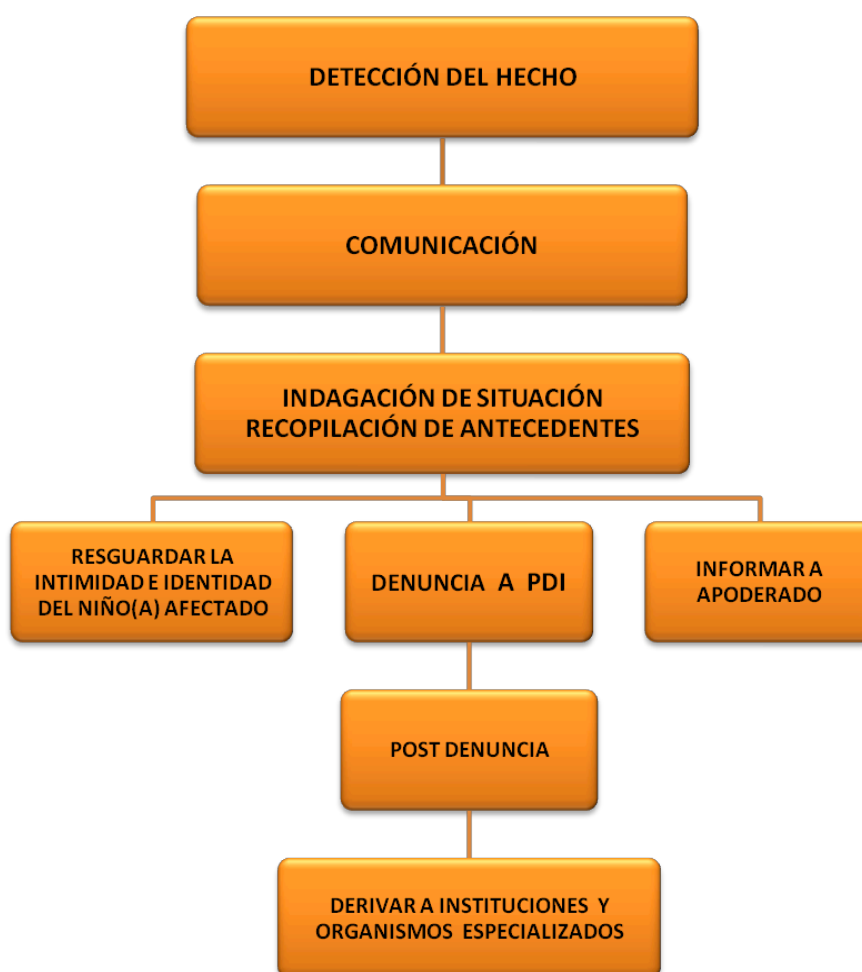 DETECCIÓN DEL HECHO
COMUNICACIÓN
INDAGACIÓN DE SITUACIÓN
RECOPILACIÓN DE ANTECEDENTES
RESGUARDAR LA
INTIMIDAD E IDENTIDAD
DEL NIÑO(A) AFECTADO
DENUNCIA A PDI
INFORMAR A
APODERADO
POST DENUNCIA
DERIVAR A INSTITUCIONES Y
ORGANISMOS ESPECIALIZADOS